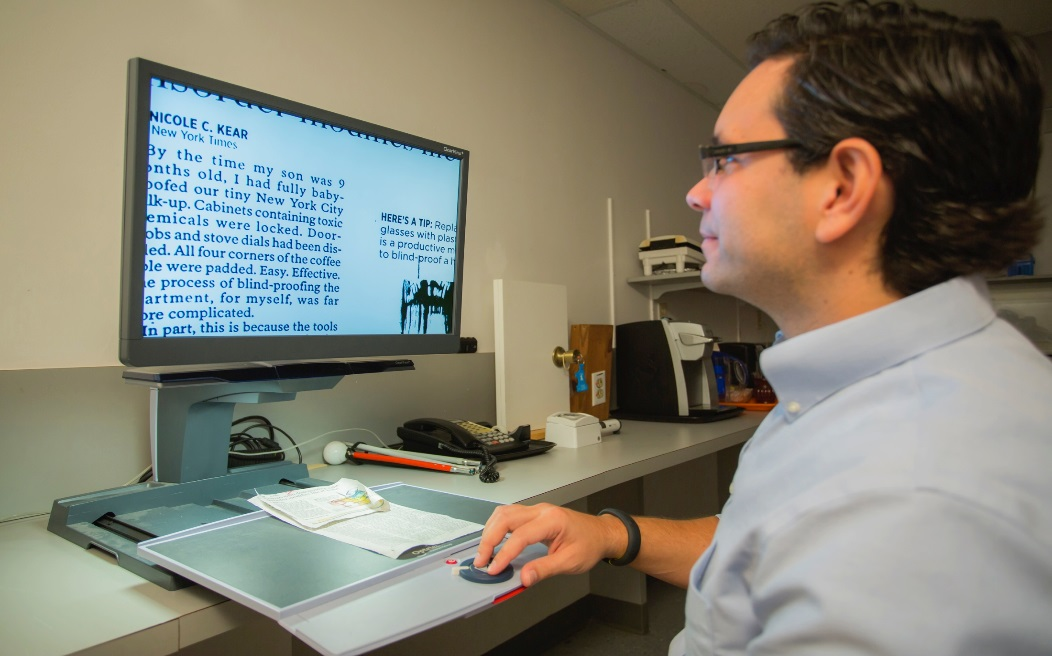 NICOLE C. KEAR
New York Times
By the time my son was 9
onths old, I had fully baby-
oofed our tiny New York City
lk-up. Cabinets containing toxic
emicals were locked. Door-
obs and stove dials had been dis-
led. All four corners of the coffee
ble were padded. Easy. Effective.
e process of blind-proofing the
artment, for myself, was far
ore complicated.
In part, this is because the tools
HERE'S A TIP: Repla
glasses with plas
is a productive m
to blind-proof a h